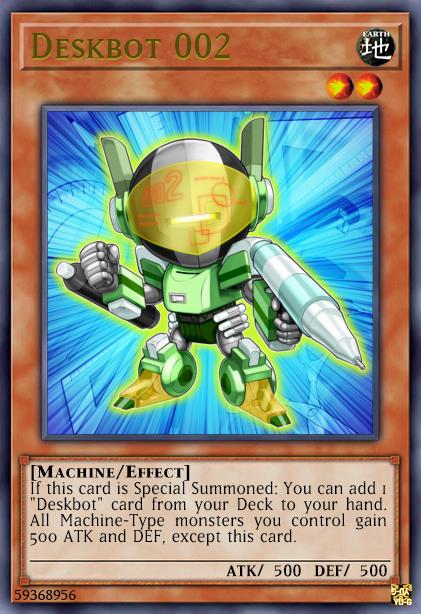 Deskbot 002
EARTH
地
002
[Machine/Effect]
If this card is Special Summoned: You can add 1
"Deskbot" card from your Deck to your hand.
All Machine-Type monsters you control gain
500 ATK and DEF, except this card.
ATK/ 500 DEF/ 500
59368956